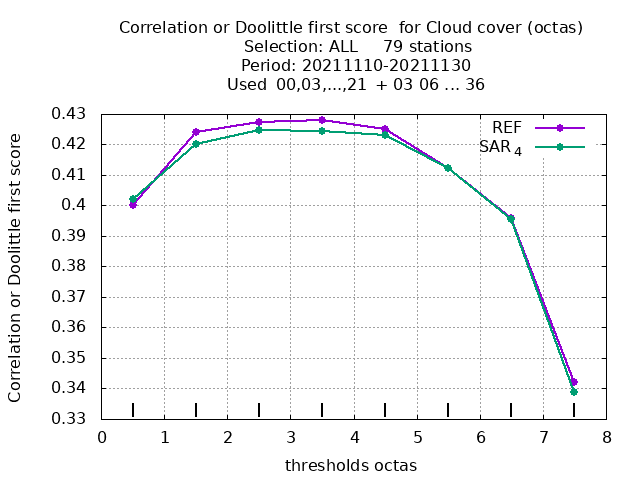 Correlation or Doolittle first score  for Cloud cover (octas)
Selection: ALL     79 stations
Period: 20211110-20211130
Used  00,03,...,21  + 03 06 ... 36
Correlation or Doolittle first score
0.43
0.42
0.41
0.4
0.39
0.38
0.37
0.36
0.35
0.34
0.33
REF
SAR 4
0 1 2 3 4 5 6 7 8
thresholds octas